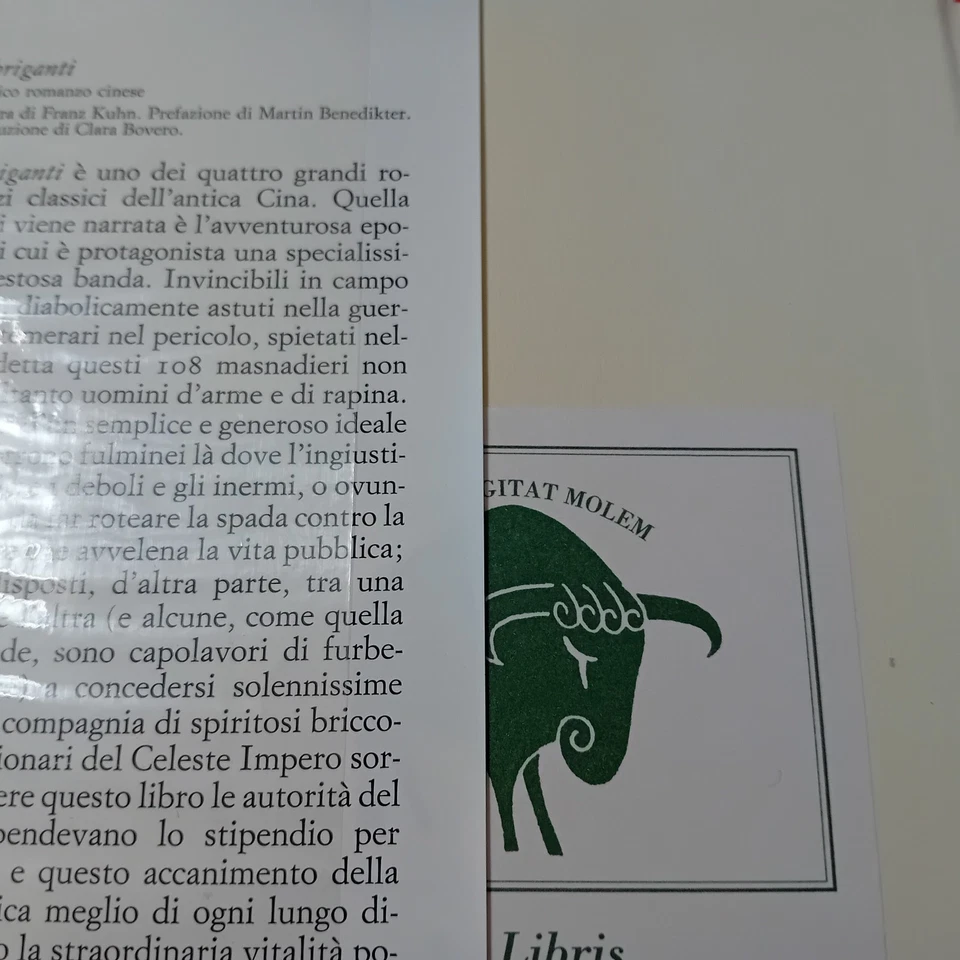 briganti
ico romanzo cinese
ra di Franz Kuhn. Prefazione di Martin Benedikter.
uzione di Clara Bovero.
iganti è uno dei quattro grandi ro-
zi classici dell'antica Cina. Quella
i viene narrata è l'avventurosa epo-
i cui è protagonista una specialissi-
estosa banda. Invincibili in campo
diabolicamente astuti nella guer-
temerari nel pericolo, spietati nel-
detta questi 108 masnadieri non
tanto uomini d'arme e di rapina.
semplice e generoso ideale
fulminei là dove l'ingiusti-
deboli e gli inermi, o ovun-
far roteare la spada contro la
avvelena la vita pubblica;
disposti, d'altra parte, tra una
e l'altra (e alcune, come quella
de, sono capolavori di furbe-
a concedersi solennissime
compagnia di spiritosi bricco-
ionari del Celeste Impero sor-
ere questo libro le autorità del
pendevano lo stipendio per
e questo accanimento della
ica meglio di ogni lungo di-
o la straordinaria vitalità po-
GITAT MOLEM
Libris